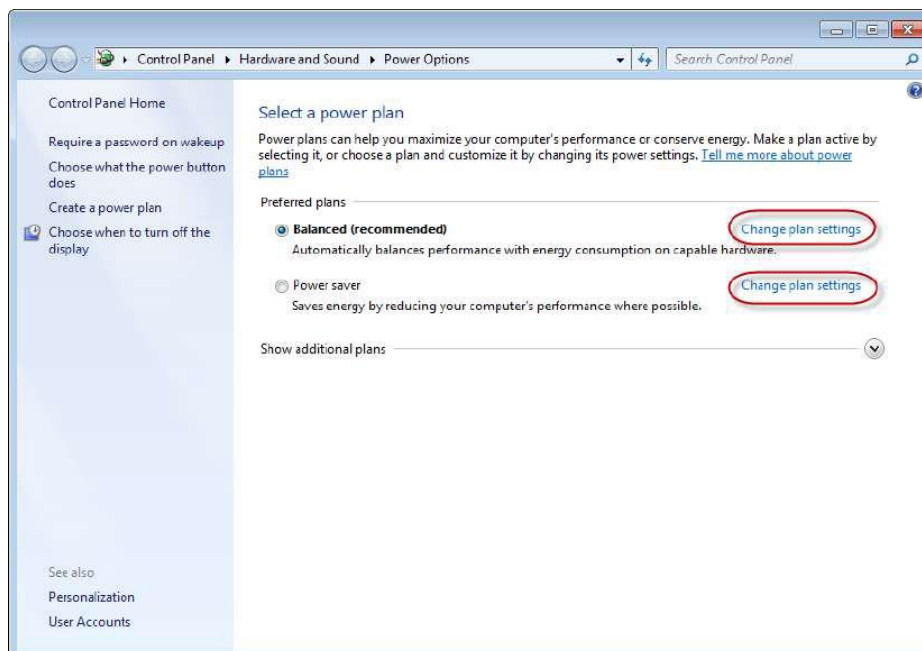 Control Panel Hardware and Sound Power Options Search Control Panel
Control Panel Home
Require a password on wakeup
Choose what the power button
does
Create a power plan
Choose when to turn off the
display
See also
Personalization
User Accounts
Select a power plan
Power plans can help you maximize your computer's performance or conserve energy. Make a plan active by
selecting it, or choose a plan and customize it by changing its power settings. Tell me more about power
plans
Preferred plans
Balanced (recommended) Change plan settings
Automatically balances performance with energy consumption on capable hardware.
Power saver Change plan settings
Saves energy by reducing your computer's performance where possible.
Show additional plans